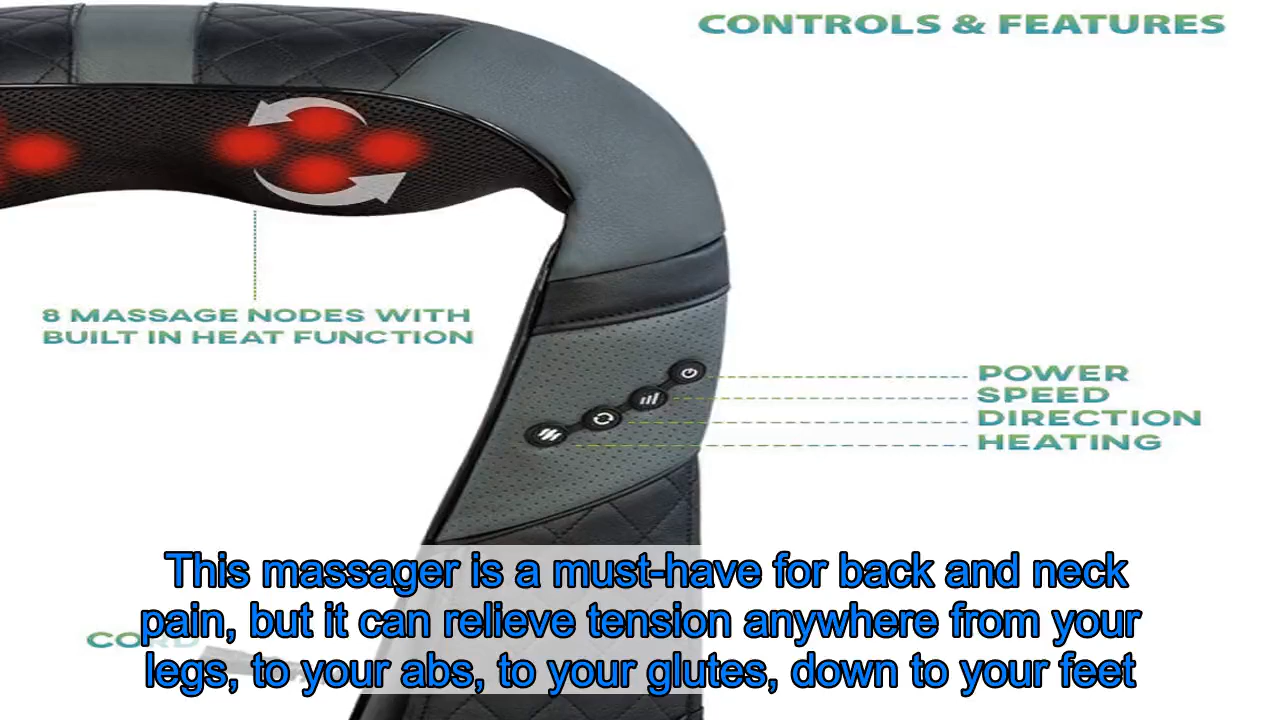 CONTROLS & FEATURES
8 MASSAGE NODES WITH
BUILT IN HEAT FUNCTION
POWER
SPEED
DIRECTION
HEATING
CORD
This massager is a must-have for back and neck
pain, but it can relieve tension anywhere from your
legs, to your abs, to your glutes, down to your feet